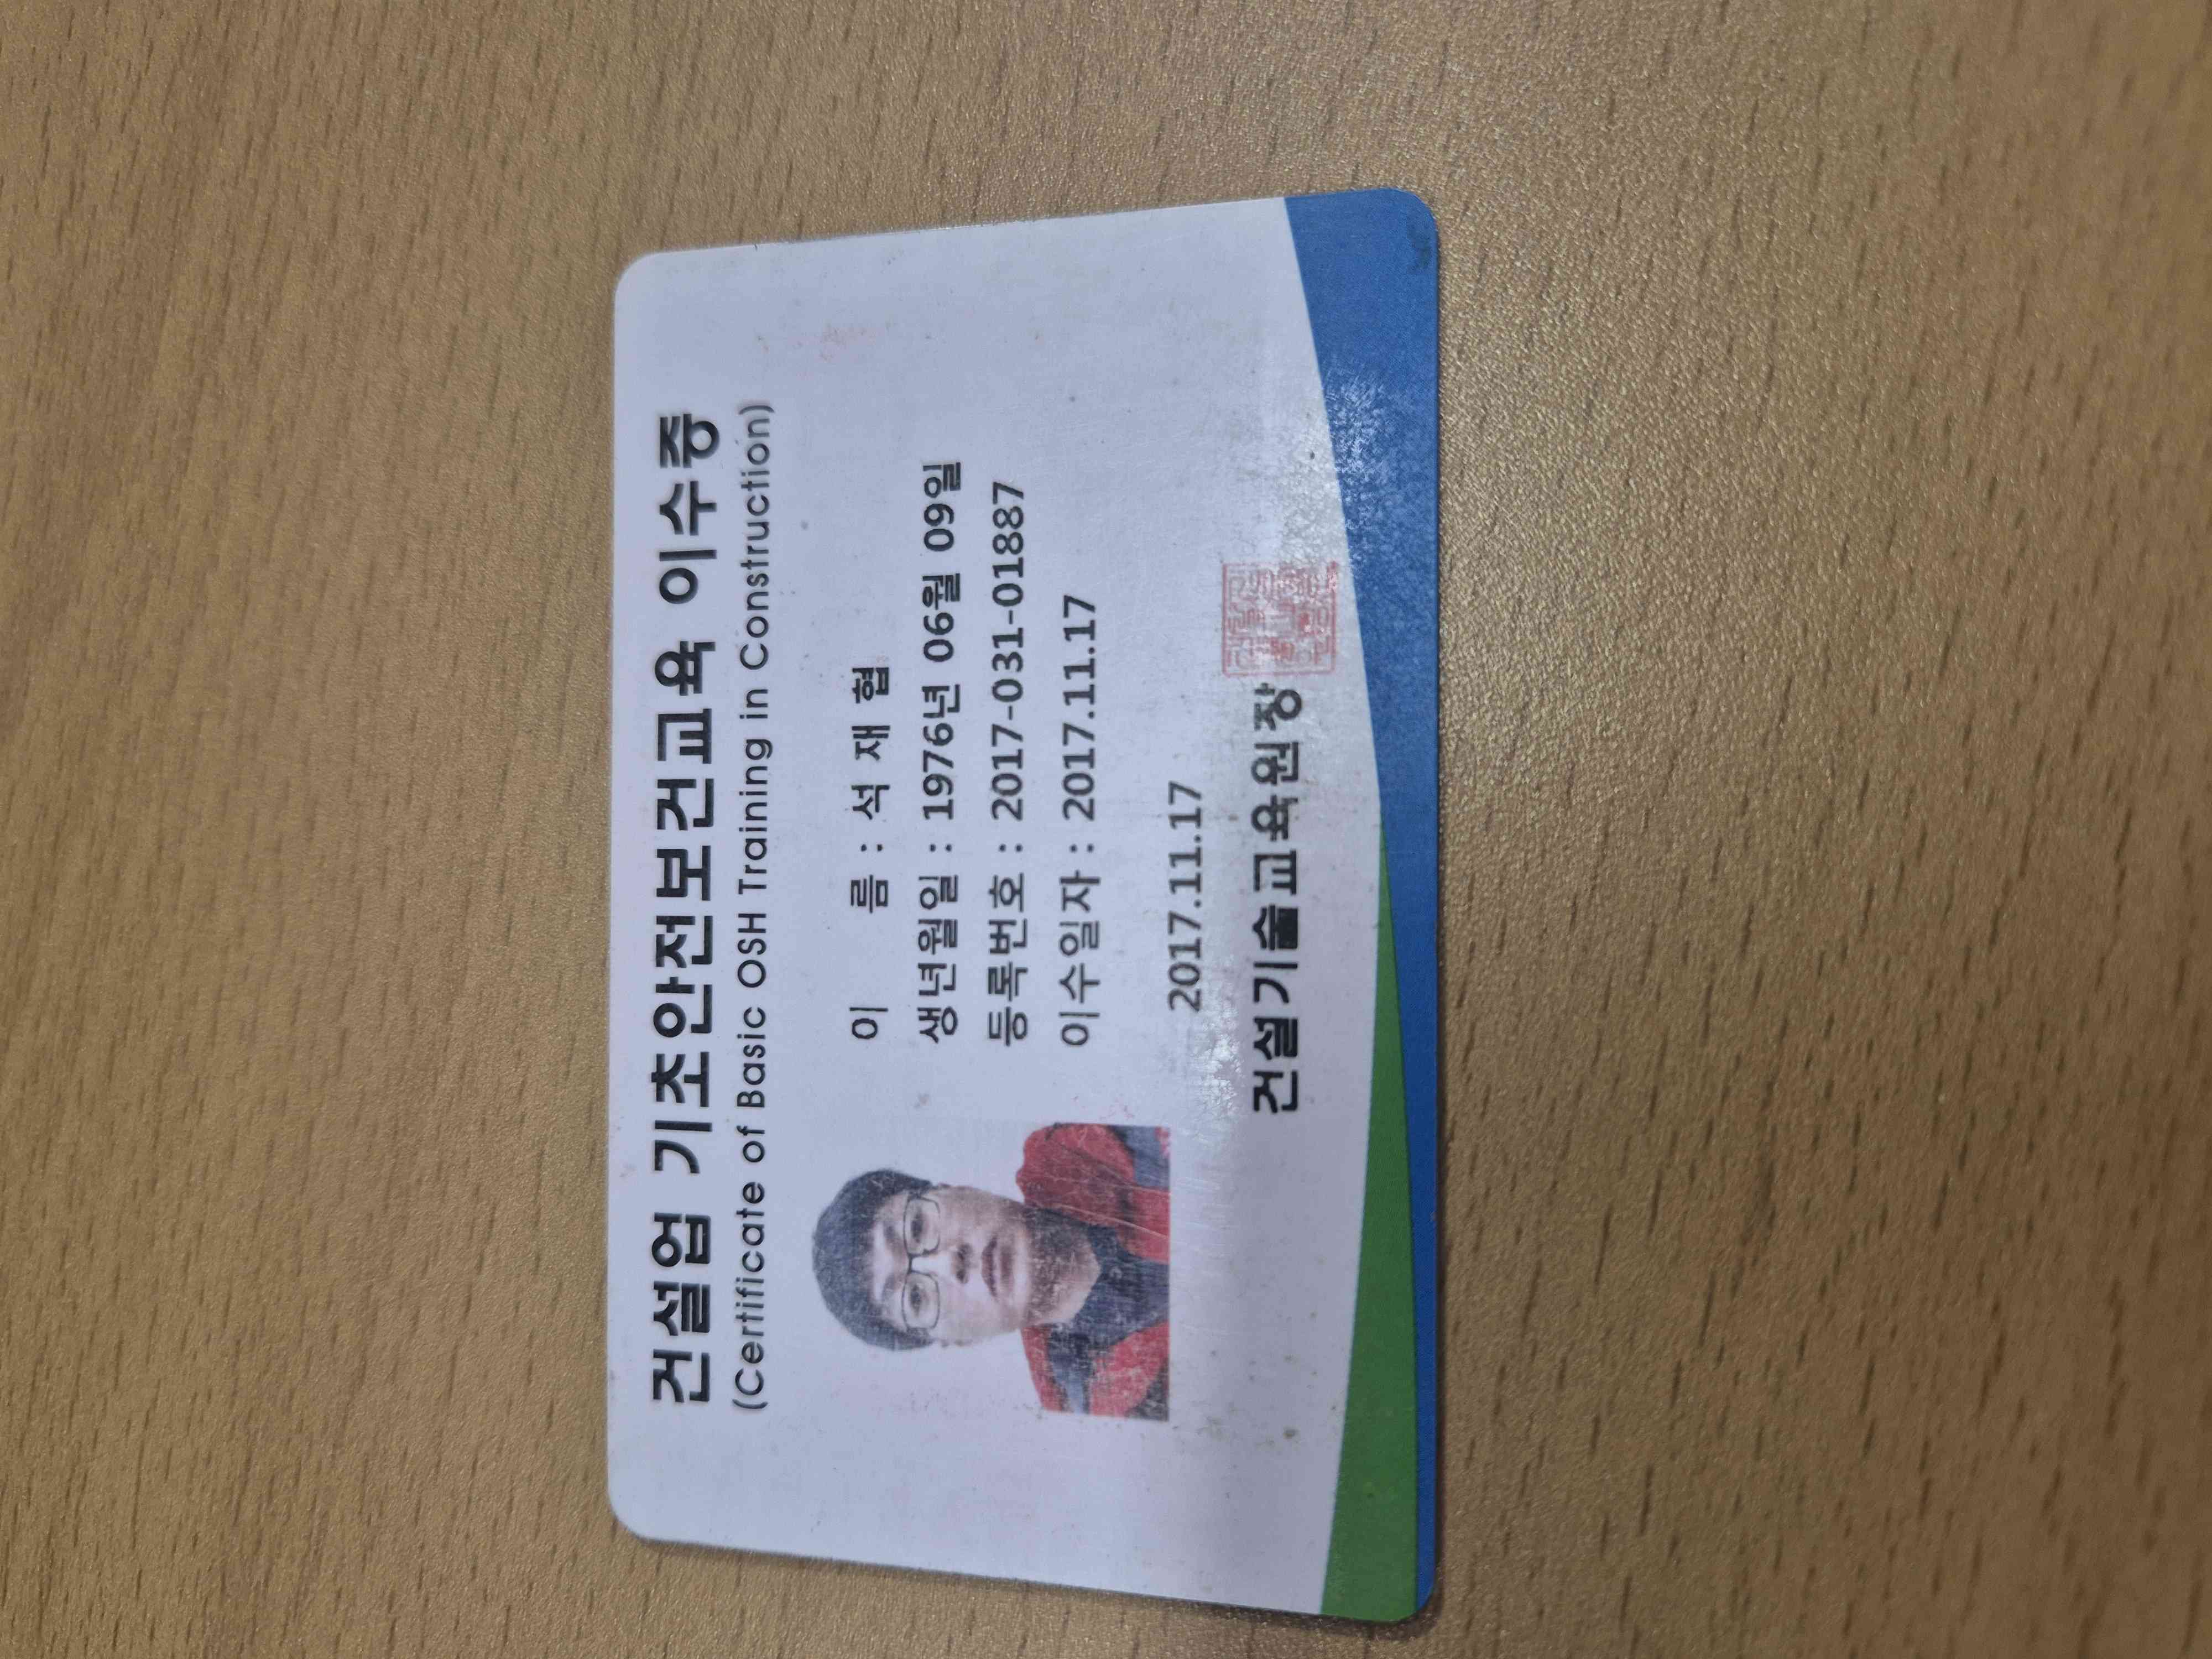 건설업 기초안전보건교육 이수증
(Certificate of Basic OSH Training in Construction)
이 름 : 석 재 협
생년월일 : 1976년 06월 09일
등록번호 : 2017-031-01887
이수일자 : 2017.11.17
2017.11.17
건설기술교육원장